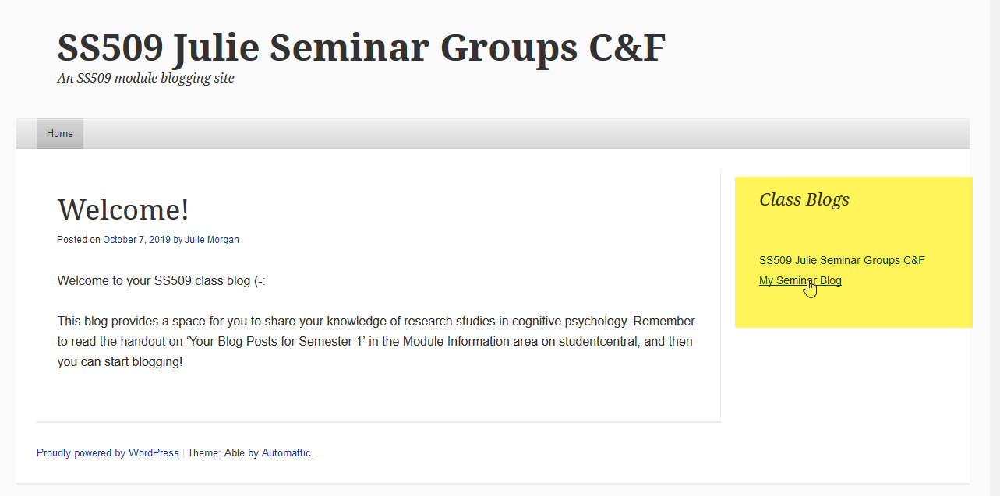 SS509 Julie Seminar Groups C&F
An SS509 module blogging site
Home
Welcome!
Posted on October 7, 2019 by Julie Morgan
Welcome to your SS509 class blog (-:
This blog provides a space for you to share your knowledge of research studies in cognitive psychology. Remember
to read the handout on ‘Your Blog Posts for Semester 1’ in the Module Information area on studentcentral, and then
you can start blogging!
Class Blogs
SS509 Julie Seminar Groups C&F
My Seminar Blog
Proudly powered by WordPress | Theme: Able by Automattic.